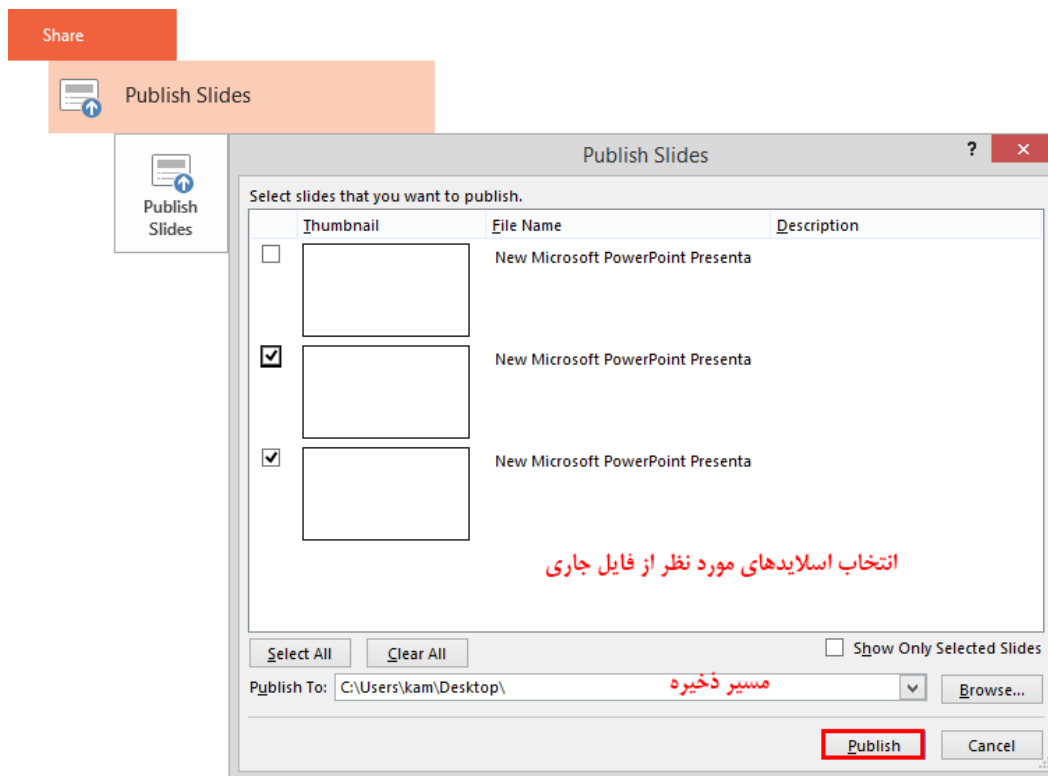 Share
Publish Slides
Publish
Slides
Publish Slides
?
Select slides that you want to publish.
Thumbnail File Name Description
New Microsoft PowerPoint Presenta
New Microsoft PowerPoint Presenta
New Microsoft PowerPoint Presenta
انتخاب اسلایدهای مورد نظر از فایل جاری
Select All Clear All Show Only Selected Slides
Publish To: C:\Users\kam\Desktop\ مسیر ذخیره Browse...
Publish Cancel